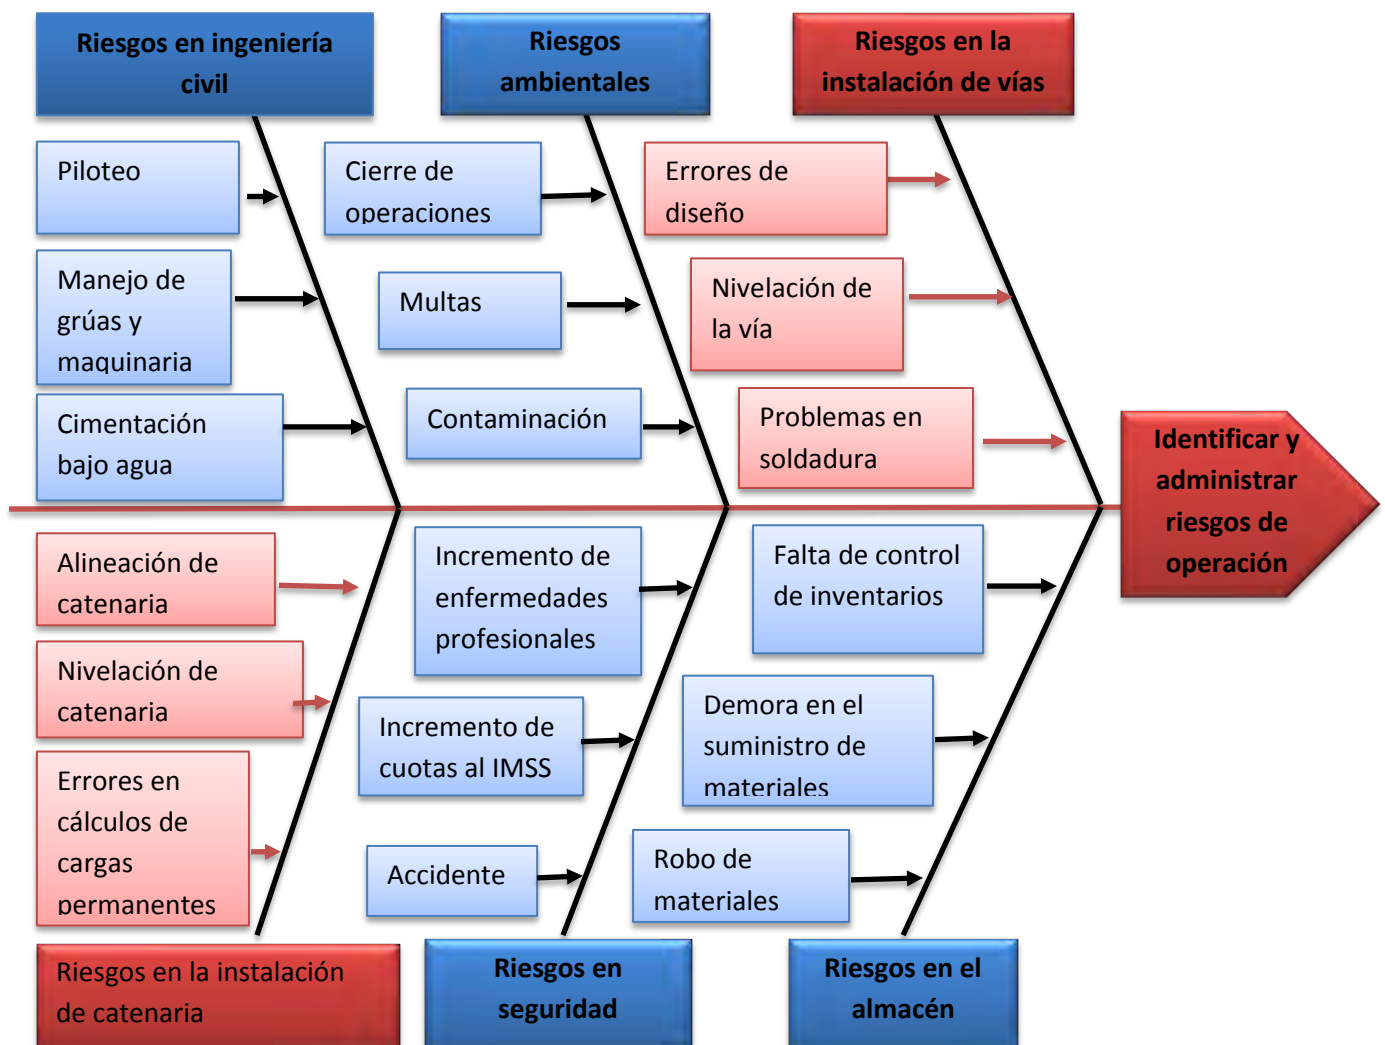 Riesgos en ingeniería
civil
Riesgos
ambientales
Riesgos en la
instalación de vías
Piloteo
Manejo de
grúas y
maquinaria
Cimentación
bajo agua
Cierre de
operaciones
Multas
Contaminación
Errores de
diseño
Nivelación de
la vía
Problemas en
soldadura
Identificar y
administrar
riesgos de
operación
Alineación de
catenaria
Nivelación de
catenaria
Errores en
cálculos de
cargas
permanentes
Incremento de
enfermedades
profesionales
Incremento de
cuotas al IMSS
Accidente
Falta de control
de inventarios
Demora en el
suministro de
materiales
Robo de
materiales
Riesgos en la instalación
de catenaria
Riesgos en
seguridad
Riesgos en el
almacén